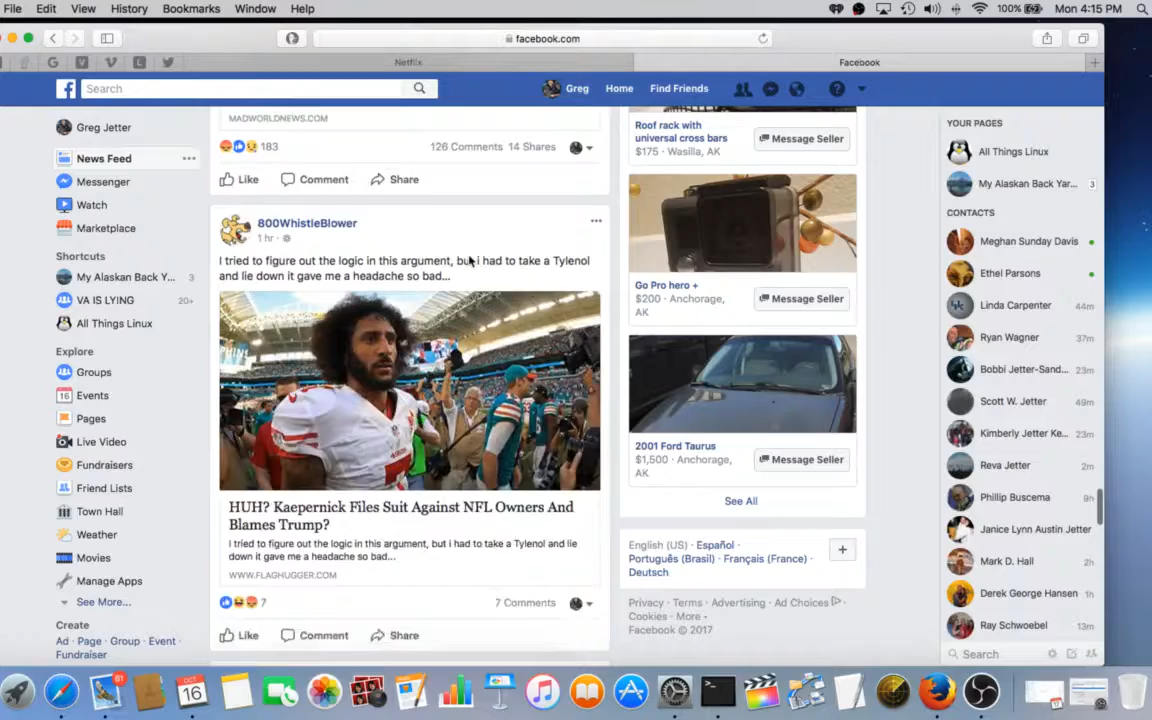 File Edit View History Window Help
100% Mon 4:15 PM
facebook.com
Netflix
Facebook
Search
Greg Home Find Friends
Greg Jetter
News Feed
Messenger
Watch
Marketplace
Shortcuts
My Alaskan Back Y... 3
VA IS LYING 20+
All Things Linux
Explore
Groups
16 Events
Pages
Live Video
Fundraisers
Friend Lists
Town Hall
Weather
Movies
Manage Apps
See More...
Create
Ad · Page · Group · Event ·
Fundraiser
MADWORLDNEWS.COM
183 126 Comments 14 Shares
Like Comment Share
800WhistleBlower
1 hr ·
I tried to figure out the logic in this argument, but i had to take a Tylenol
and lie down it gave me a headache so bad...
HUH? Kaepernick Files Suit Against NFL Owners And
Blames Trump?
I tried to figure out the logic in this argument, but i had to take a Tylenol and lie
down it gave me a headache so bad...
WWW.FLAGHUGGER.COM
7 7 Comments
Like Comment Share
Roof rack with
universal cross bars
$175 · Wasilla, AK
Message Seller
Go Pro hero +
$200 · Anchorage,
AK
Message Seller
2001 Ford Taurus
$1,500 · Anchorage,
AK
Message Seller
See All
English (US) · Español ·
Português (Brasil) · Français (France) ·
Deutsch
Privacy · Terms · Advertising · Ad Choices ·
Cookies · More ·
Facebook © 2017
YOUR PAGES
All Things Linux
My Alaskan Back Yar... 3
CONTACTS
Meghan Sunday Davis
Ethel Parsons
Linda Carpenter 44m
Ryan Wagner 37m
Bobbi Jetter-Sand... 23m
Scott W. Jetter 49m
Kimberly Jetter Ke... 23m
Reva Jetter 2m
Phillip Buscema 9h
Janice Lynn Austin Jetter
Mark D. Hall 2h
Derek George Hansen 1h
Ray Schwoebel 13m
Search
81
OCT
16